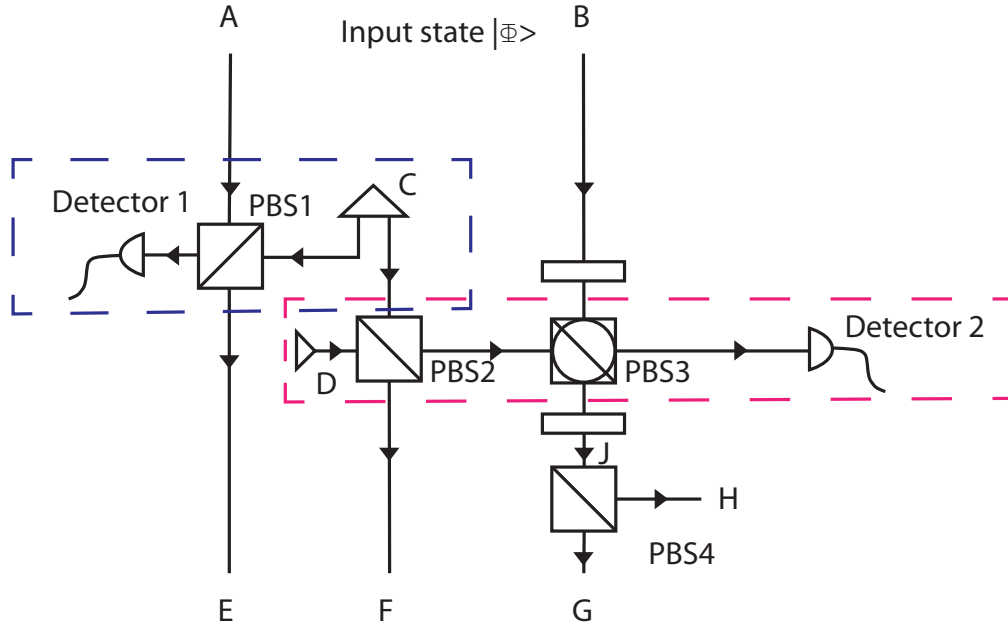 A
Input state |Φ>
B
Detector 1
PBS1
C
Detector 2
D
PBS2
PBS3
J
H
PBS4
E
F
G